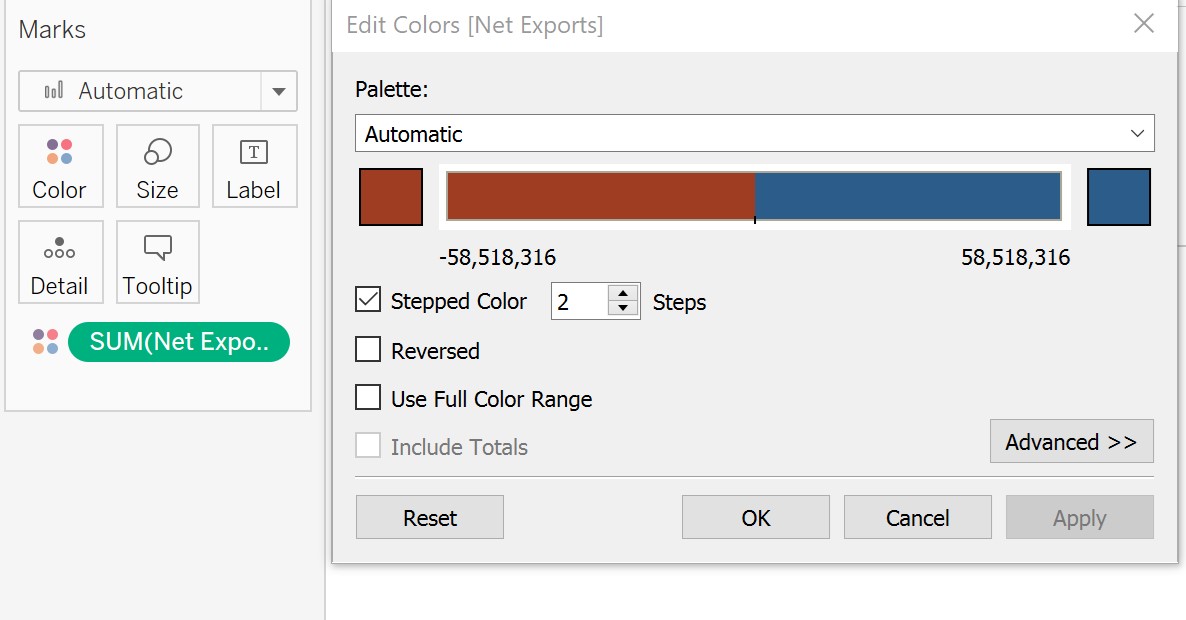 Marks
Automatic
Color
Size
T
Label
Detail
Tooltip
SUM(Net Expo..
Edit Colors [Net Exports]
Palette:
Automatic
-58,518,316
58,518,316
Stepped Color 2 Steps
Reversed
Use Full Color Range
Include Totals
Advanced >>
Reset
OK
Cancel
Apply